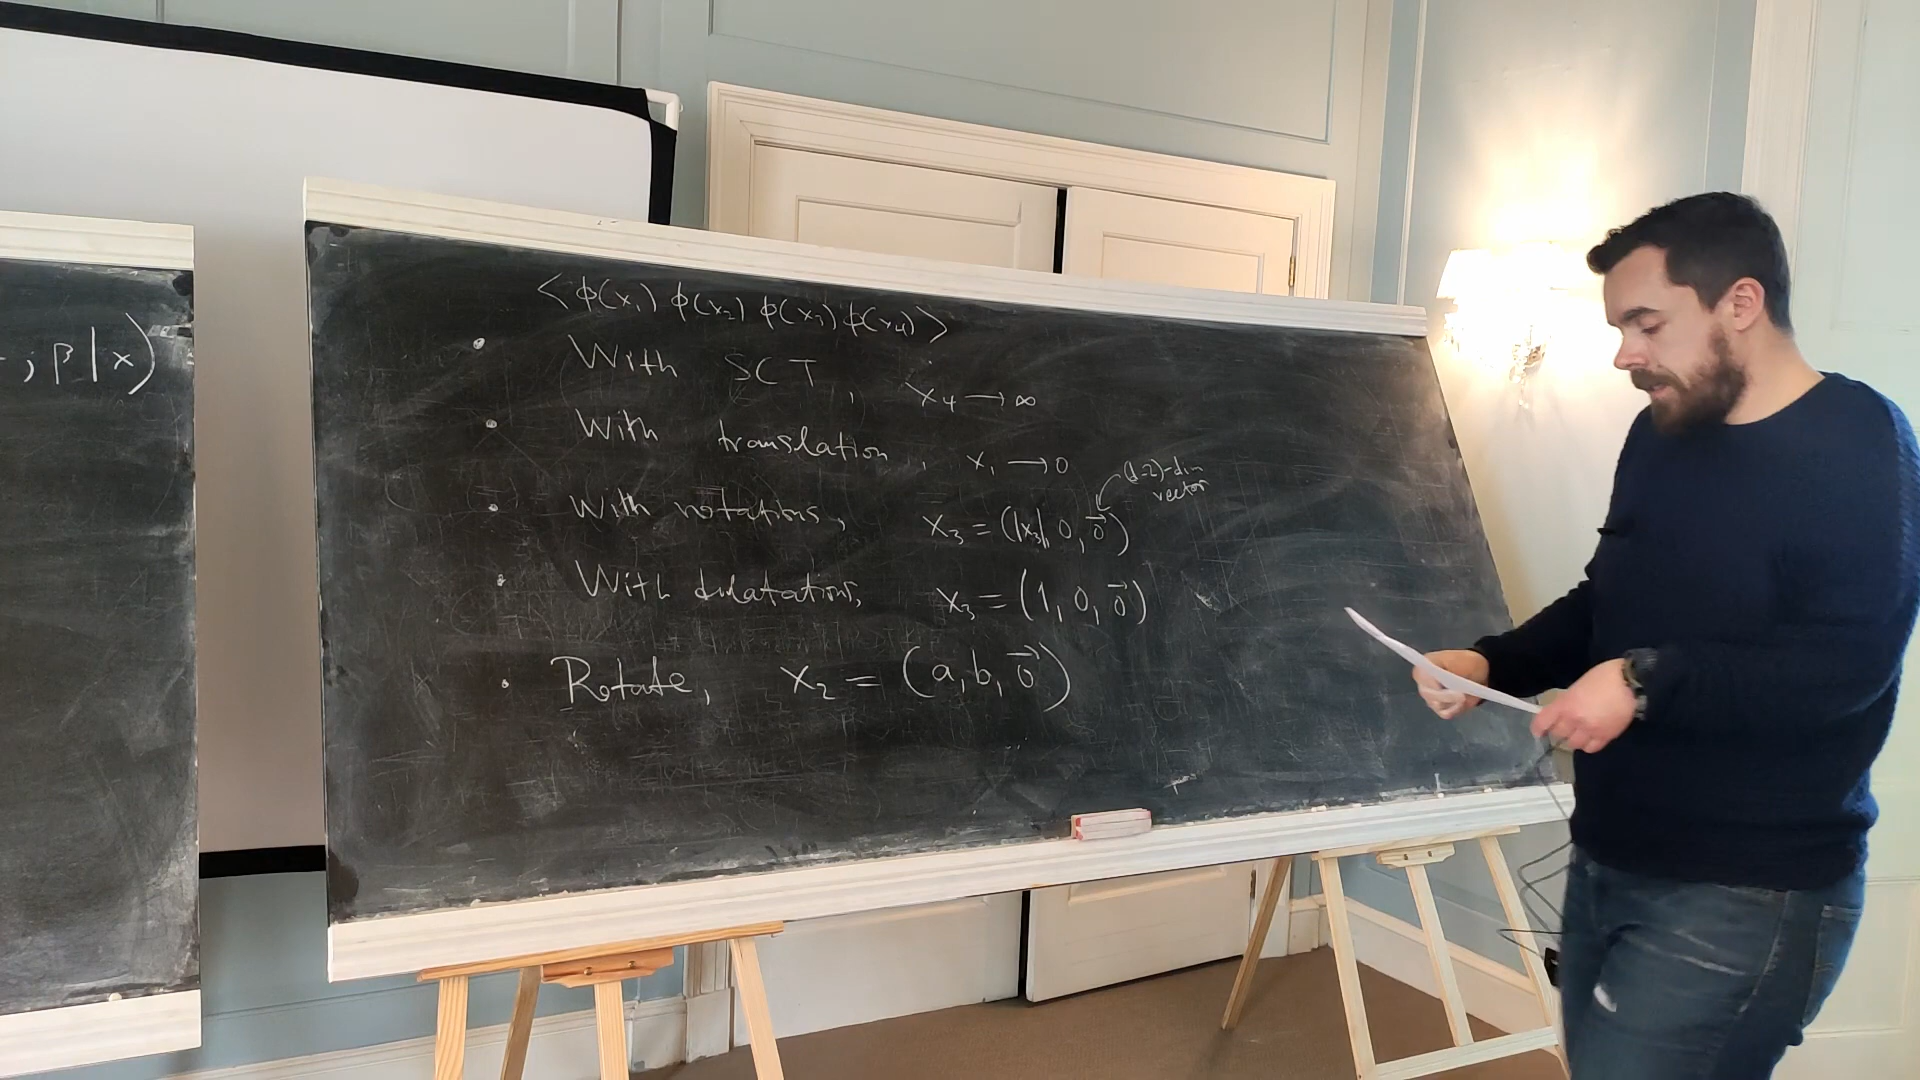 , β|x)
<φ(x₁) φ(x₂) φ(x₃) φ(x₄)>
• With SCT, x₄ → ∞
• With translation, x₁ → 0
(d-2)-dim
vector
• With rotations, x₃ = (|x₃|, 0, 0⃗)
• With dilatations, x₃ = (1, 0, 0⃗)
• Rotate, x₂ = (a, b, 0⃗)